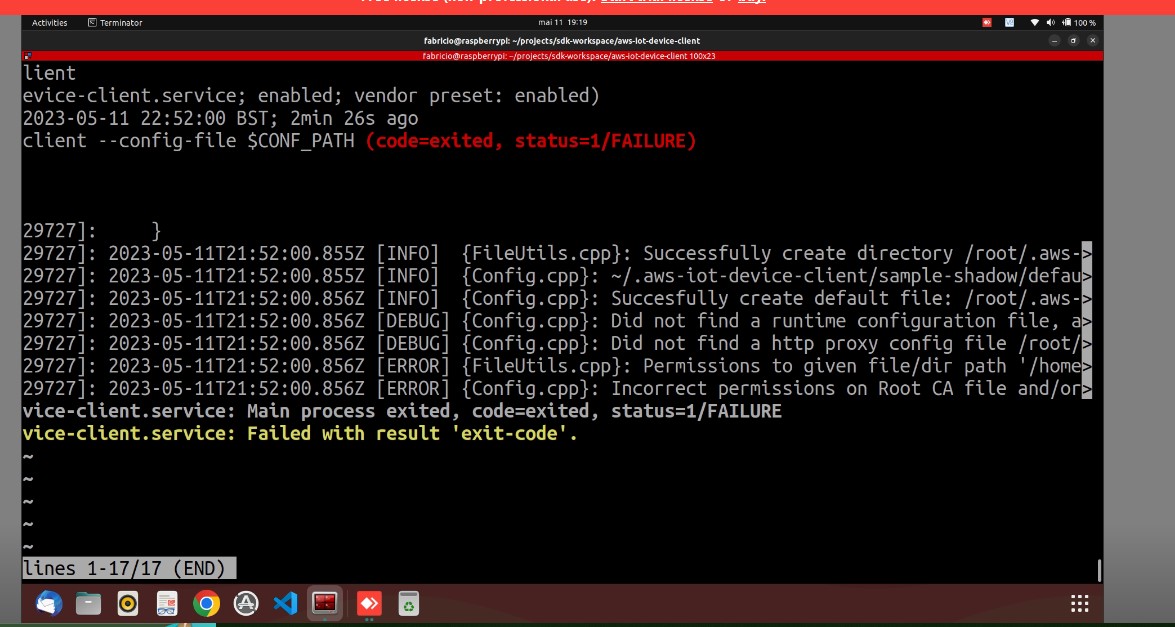 Activities
Terminator
mai 11 19:19
100 %
fabricio@raspberrypi: ~/projects/sdk-workspace/aws-iot-device-client
fabricio@raspberrypi: ~/projects/sdk-workspace/aws-iot-device-client 100x23
lient
evice-client.service; enabled; vendor preset: enabled)
2023-05-11 22:52:00 BST; 2min 26s ago
client --config-file $CONF_PATH (code=exited, status=1/FAILURE)
29727]:     }
29727]: 2023-05-11T21:52:00.855Z [INFO]  {FileUtils.cpp}: Successfully create directory /root/.aws->
29727]: 2023-05-11T21:52:00.855Z [INFO]  {Config.cpp}: ~/.aws-iot-device-client/sample-shadow/defau>
29727]: 2023-05-11T21:52:00.856Z [INFO]  {Config.cpp}: Succesfully create default file: /root/.aws->
29727]: 2023-05-11T21:52:00.856Z [DEBUG] {Config.cpp}: Did not find a runtime configuration file, a>
29727]: 2023-05-11T21:52:00.856Z [DEBUG] {Config.cpp}: Did not find a http proxy config file /root/>
29727]: 2023-05-11T21:52:00.856Z [ERROR] {FileUtils.cpp}: Permissions to given file/dir path '/home>
29727]: 2023-05-11T21:52:00.856Z [ERROR] {Config.cpp}: Incorrect permissions on Root CA file and/or>
vice-client.service: Main process exited, code=exited, status=1/FAILURE
vice-client.service: Failed with result 'exit-code'.
~
~
~
~
~
lines 1-17/17 (END)